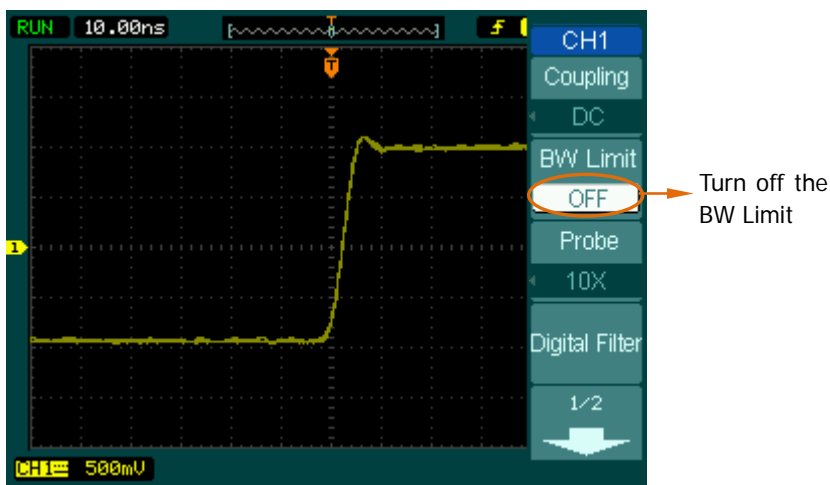 RUN 10.00ns
T
CH1
Coupling
DC
BW Limit
OFF
Probe
10X
Digital Filter
1/2
1
CH1 500mV
Turn off the
BW Limit